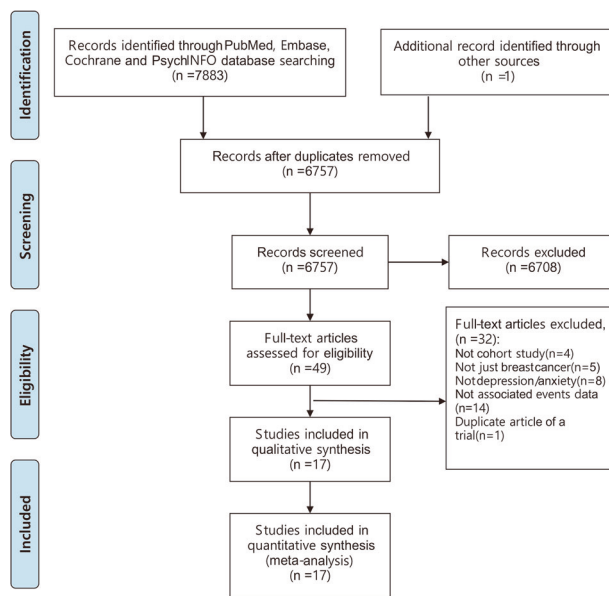 Identification
Records identified through PubMed, Embase,
Cochrane and PsychINFO database searching
(n =7883)
Additional record identified through
other sources
(n =1)
Records after duplicates removed
(n =6757)
Screening
Records screened
(n =6757)
Records excluded
(n =6708)
Eligibility
Full-text articles
assessed for eligibility
(n =49)
Full-text articles excluded,
(n =32):
Not cohort study(n=4)
Not just breastcancer(n=5)
Notdepression/anxiety(n=8)
Not associated events data
(n=14)
Duplicate article of a
trial(n=1)
Studies included in
qualitative synthesis
(n =17)
Included
Studies included in
quantitative synthesis
(meta-analysis)
(n =17)